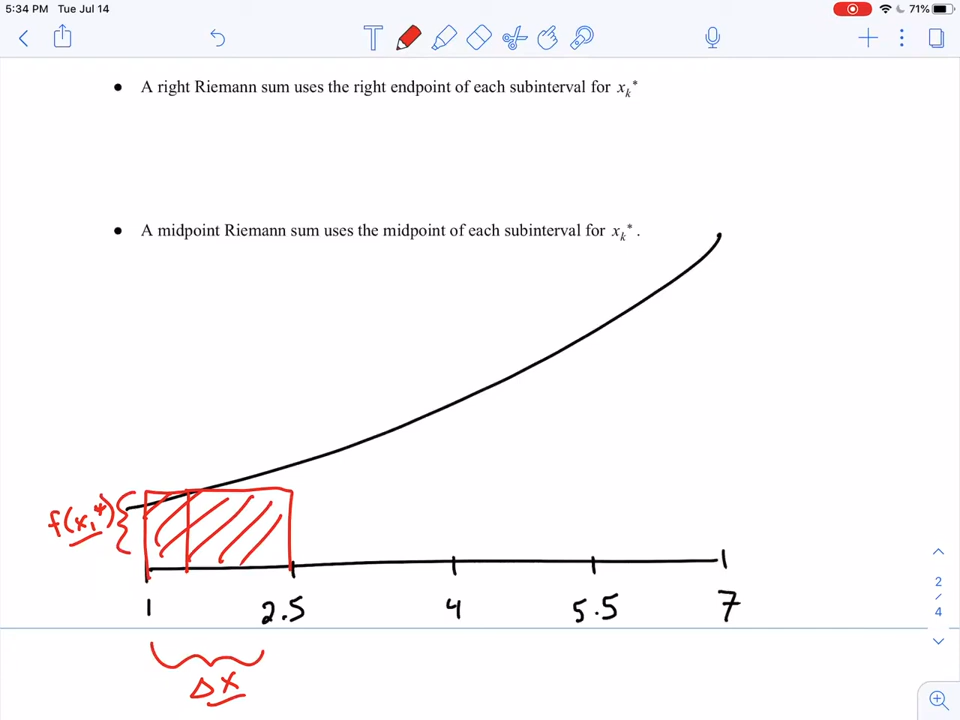 5:34 PM Tue Jul 14
71%
T
● A right Riemann sum uses the right endpoint of each subinterval for xₖ*
● A midpoint Riemann sum uses the midpoint of each subinterval for xₖ* .
f(x₁*)
1 2.5 4 5.5 7
Δx
2
/
4